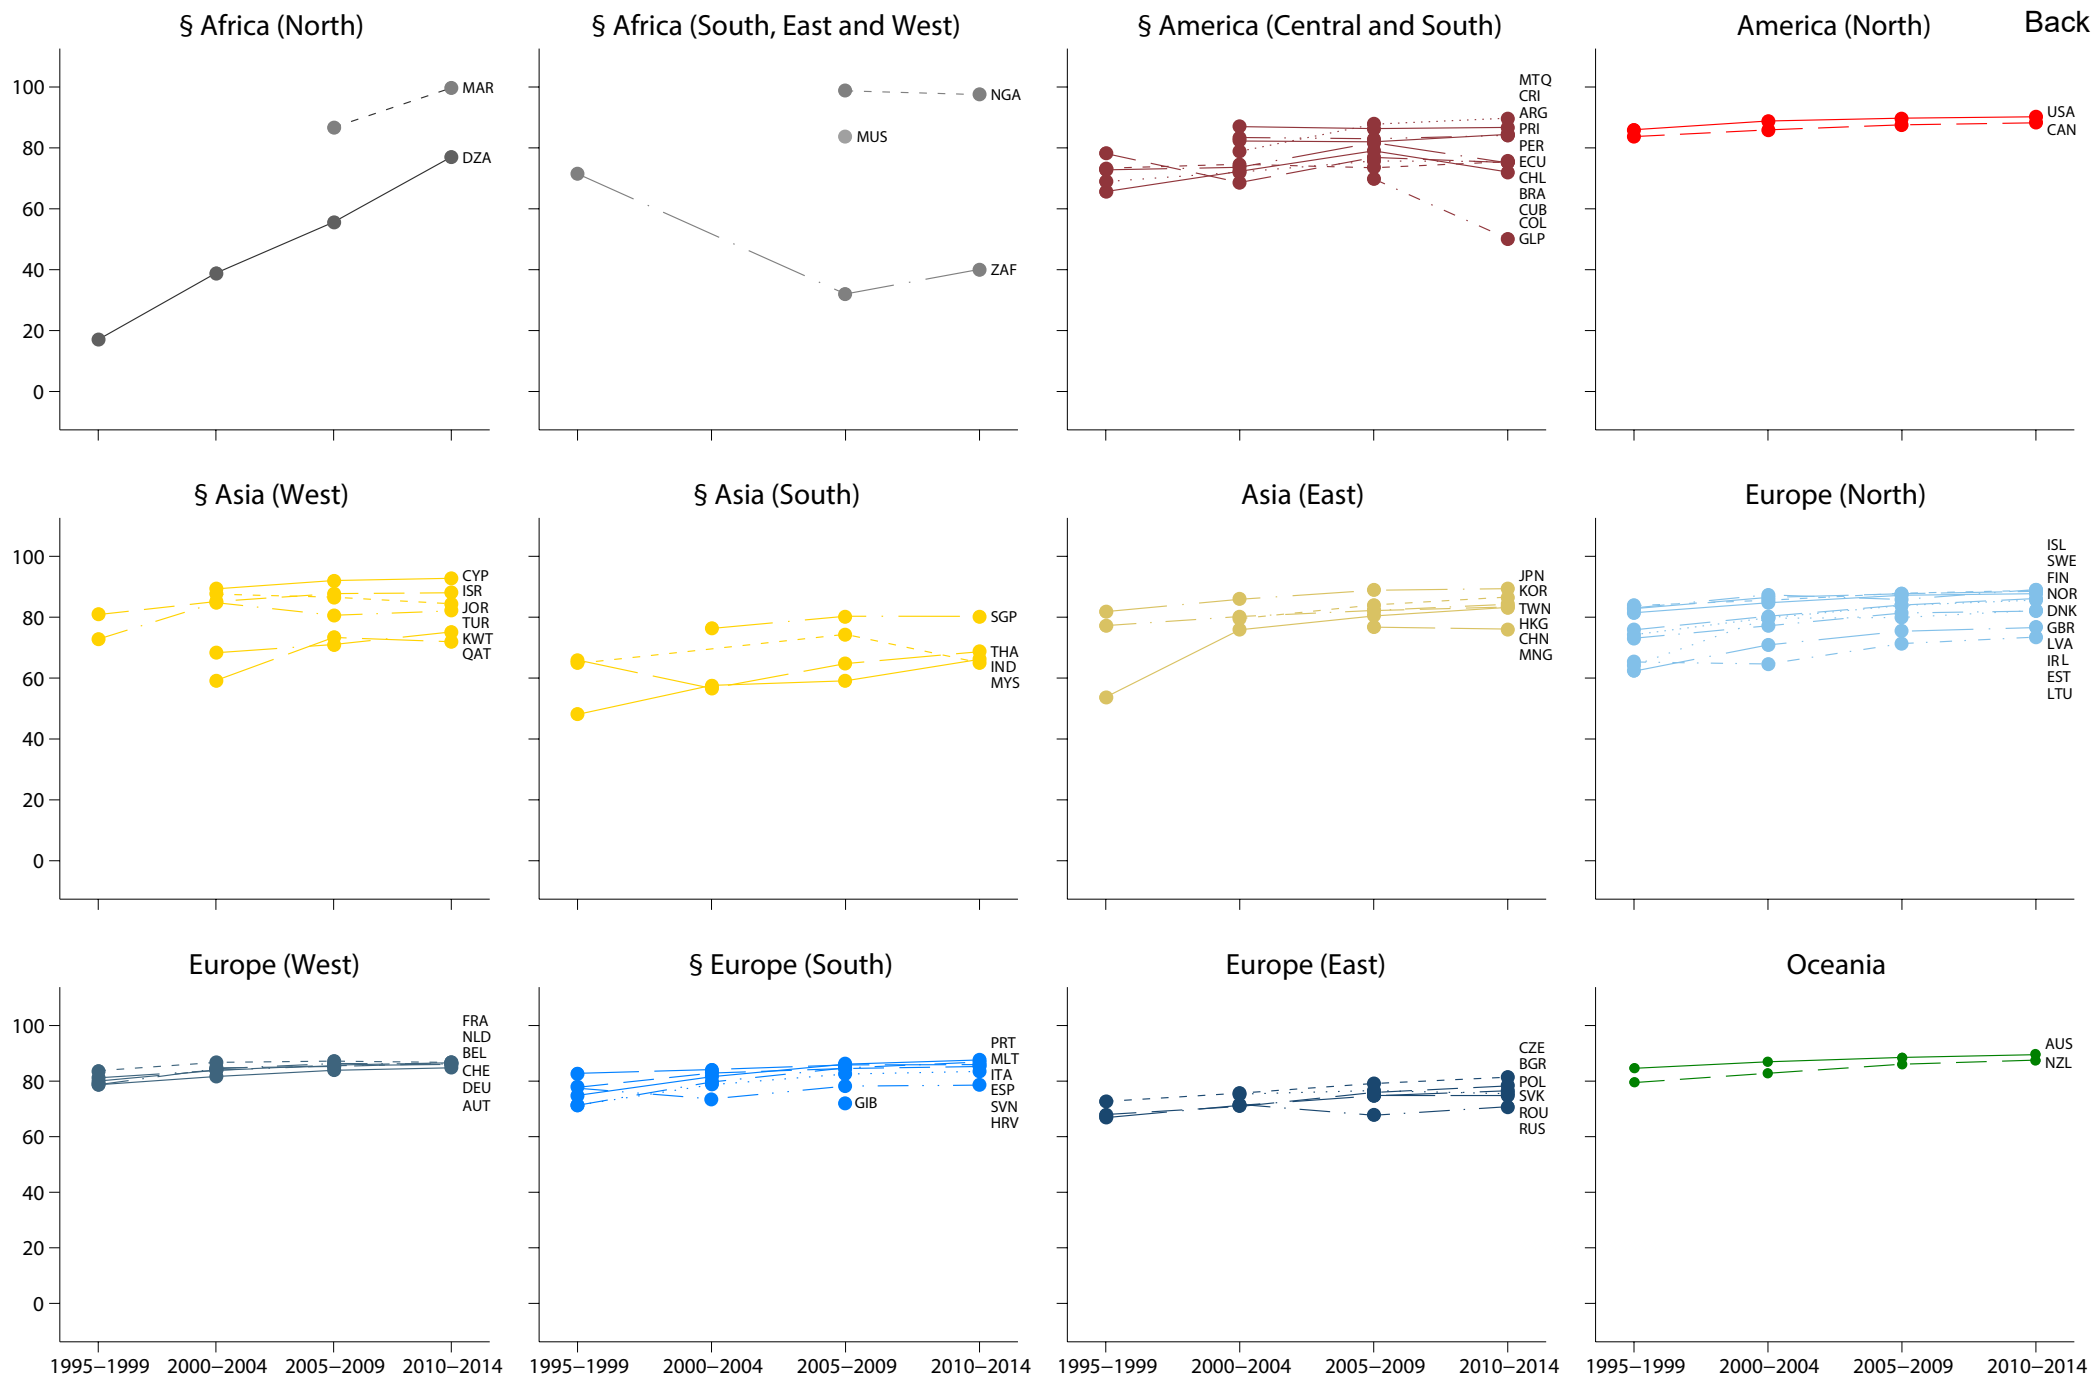 Back
§ Africa (North)
§ Africa (South, East and West)
§ America (Central and South)
America (North)
100
80
60
40
20
0
MAR
DZA
NGA
MUS
ZAF
MTQ
CRI
ARG
PRI
PER
ECU
CHL
BRA
CUB
COL
GLP
USA
CAN
§ Asia (West)
§ Asia (South)
Asia (East)
Europe (North)
100
80
60
40
20
0
CYP
ISR
JOR
TUR
KWT
QAT
SGP
THA
IND
MYS
JPN
KOR
TWN
HKG
CHN
MNG
ISL
SWE
FIN
NOR
DNK
GBR
LVA
IRL
EST
LTU
Europe (West)
§ Europe (South)
Europe (East)
Oceania
100
80
60
40
20
0
FRA
NLD
BEL
CHE
DEU
AUT
PRT
MLT
ITA
ESP
SVN
HRV
GIB
CZE
BGR
POL
SVK
ROU
RUS
AUS
NZL
1995–1999 2000–2004 2005–2009 2010–2014
1995–1999 2000–2004 2005–2009 2010–2014
1995–1999 2000–2004 2005–2009 2010–2014
1995–1999 2000–2004 2005–2009 2010–2014